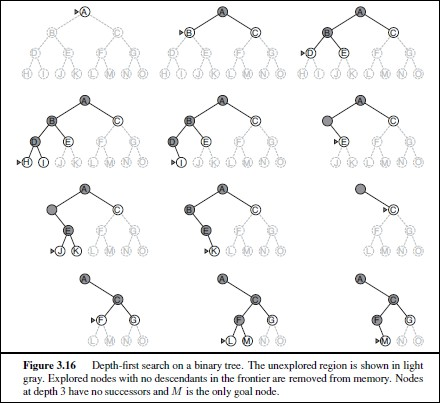 A A A
B C B C B C
D E F G D E F G D E F G
H I J K L M N O H I J K L M N O H I J K L M N O
A A A
B C B C C
D E F G D E F G E F G
H I J K L M N O I J K L M N O J K L M N O
A A
C B C C
E F G E F G F G
J K L M N O K L M N O L M N O
A A A
C C C
F G F G F G
L M N O L M N O M N O
Figure 3.16 Depth-first search on a binary tree. The unexplored region is shown in light
gray. Explored nodes with no descendants in the frontier are removed from memory. Nodes
at depth 3 have no successors and M is the only goal node.